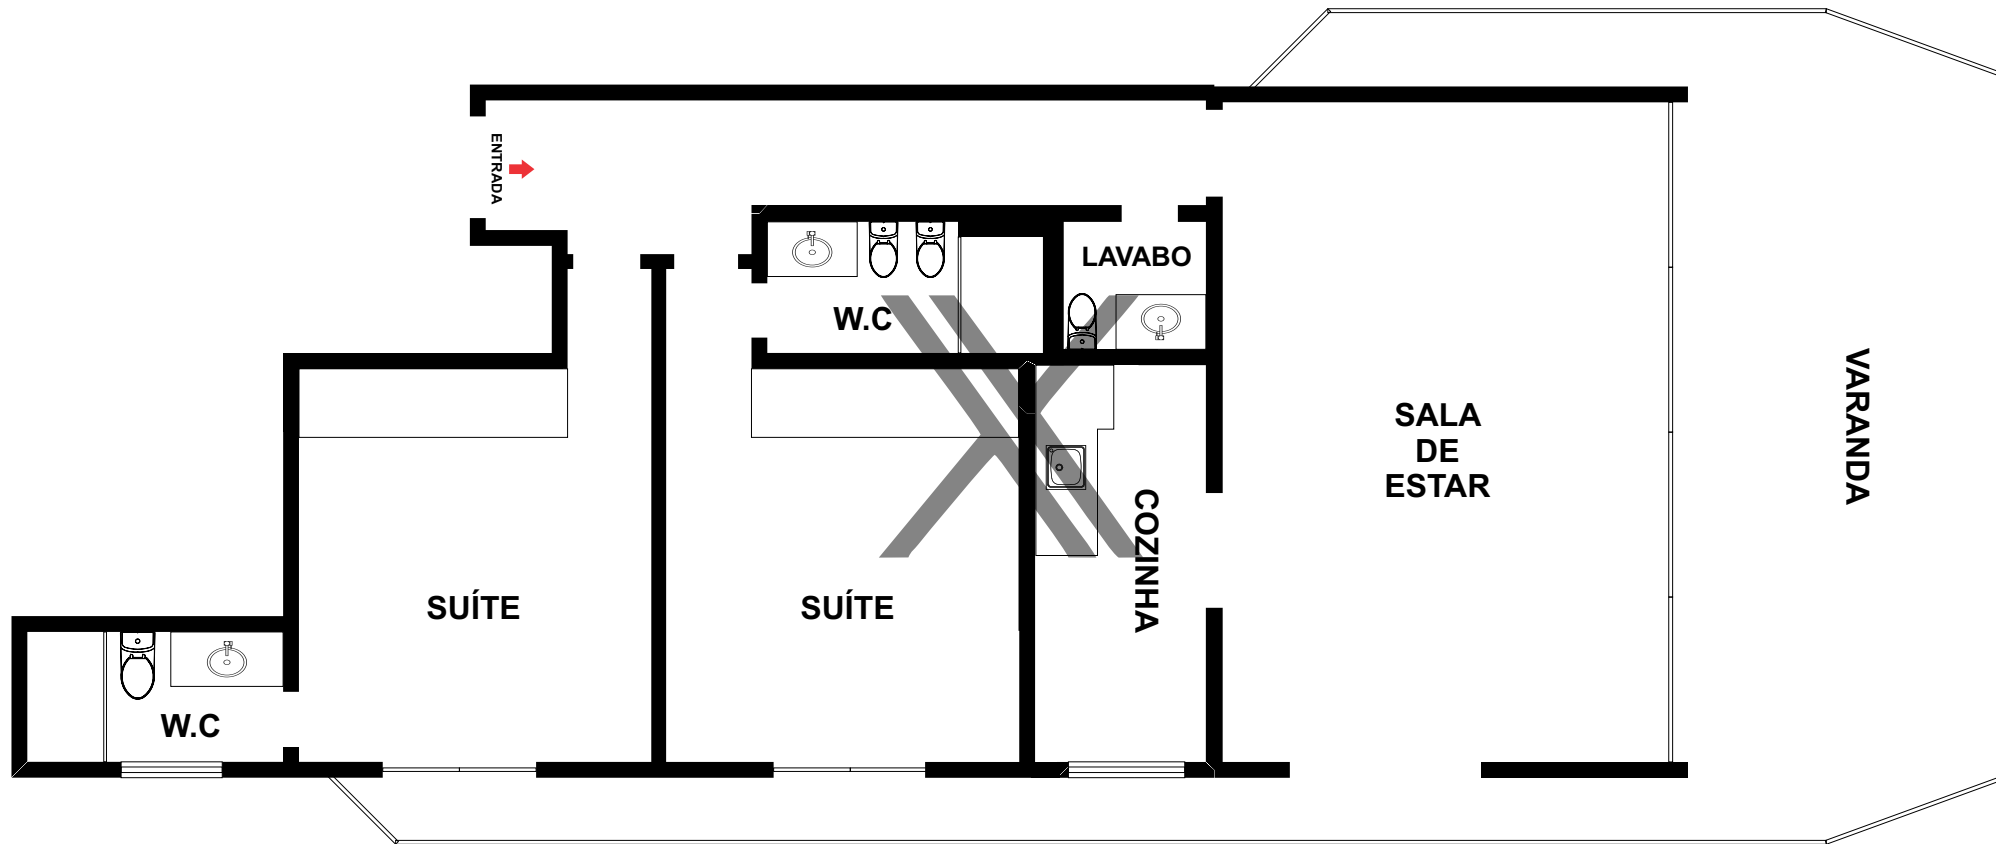 ENTRADA
LAVABO
W.C
SALA
DE
ESTAR
VARANDA
COZINHA
SUÍTE
SUÍTE
W.C